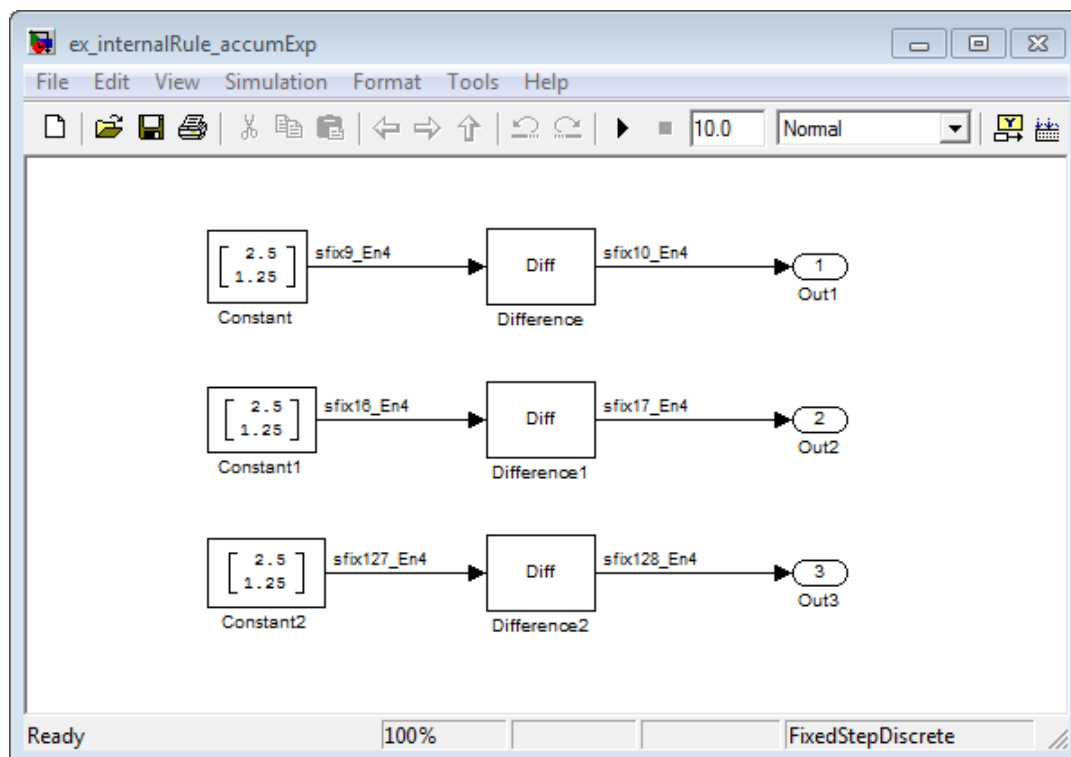 ex_internalRule_accumExp
File Edit View Simulation Format Tools Help
10.0 Normal
2.5
1.25
sfix9_En4
Diff
sfix10_En4
1
Constant
Difference
Out1
2.5
1.25
sfix16_En4
Diff
sfix17_En4
2
Constant1
Difference1
Out2
2.5
1.25
sfix127_En4
Diff
sfix128_En4
3
Constant2
Difference2
Out3
Ready 100% FixedStepDiscrete